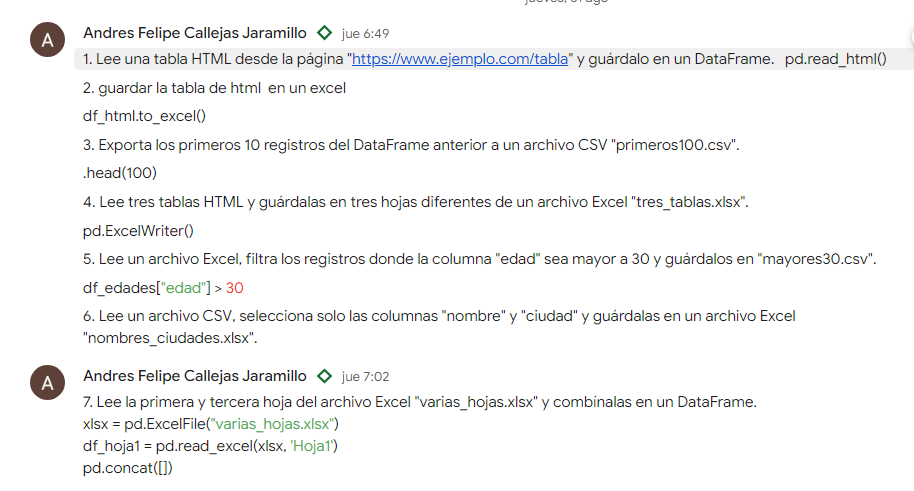 A
Andres Felipe Callejas Jaramillo jue 6:49
1. Lee una tabla HTML desde la página "https://www.ejemplo.com/tabla" y guárdalo en un DataFrame. pd.read_html()
2. guardar la tabla de html en un excel
df_html.to_excel()
3. Exporta los primeros 10 registros del DataFrame anterior a un archivo CSV "primeros100.csv".
.head(100)
4. Lee tres tablas HTML y guárdalas en tres hojas diferentes de un archivo Excel "tres_tablas.xlsx".
pd.ExcelWriter()
5. Lee un archivo Excel, filtra los registros donde la columna "edad" sea mayor a 30 y guárdalos en "mayores30.csv".
df_edades["edad"] > 30
6. Lee un archivo CSV, selecciona solo las columnas "nombre" y "ciudad" y guárdalas en un archivo Excel
"nombres_ciudades.xlsx".
A
Andres Felipe Callejas Jaramillo jue 7:02
7. Lee la primera y tercera hoja del archivo Excel "varias_hojas.xlsx" y combínalas en un DataFrame.
xlsx = pd.ExcelFile("varias_hojas.xlsx")
df_hoja1 = pd.read_excel(xlsx, 'Hoja1')
pd.concat([])